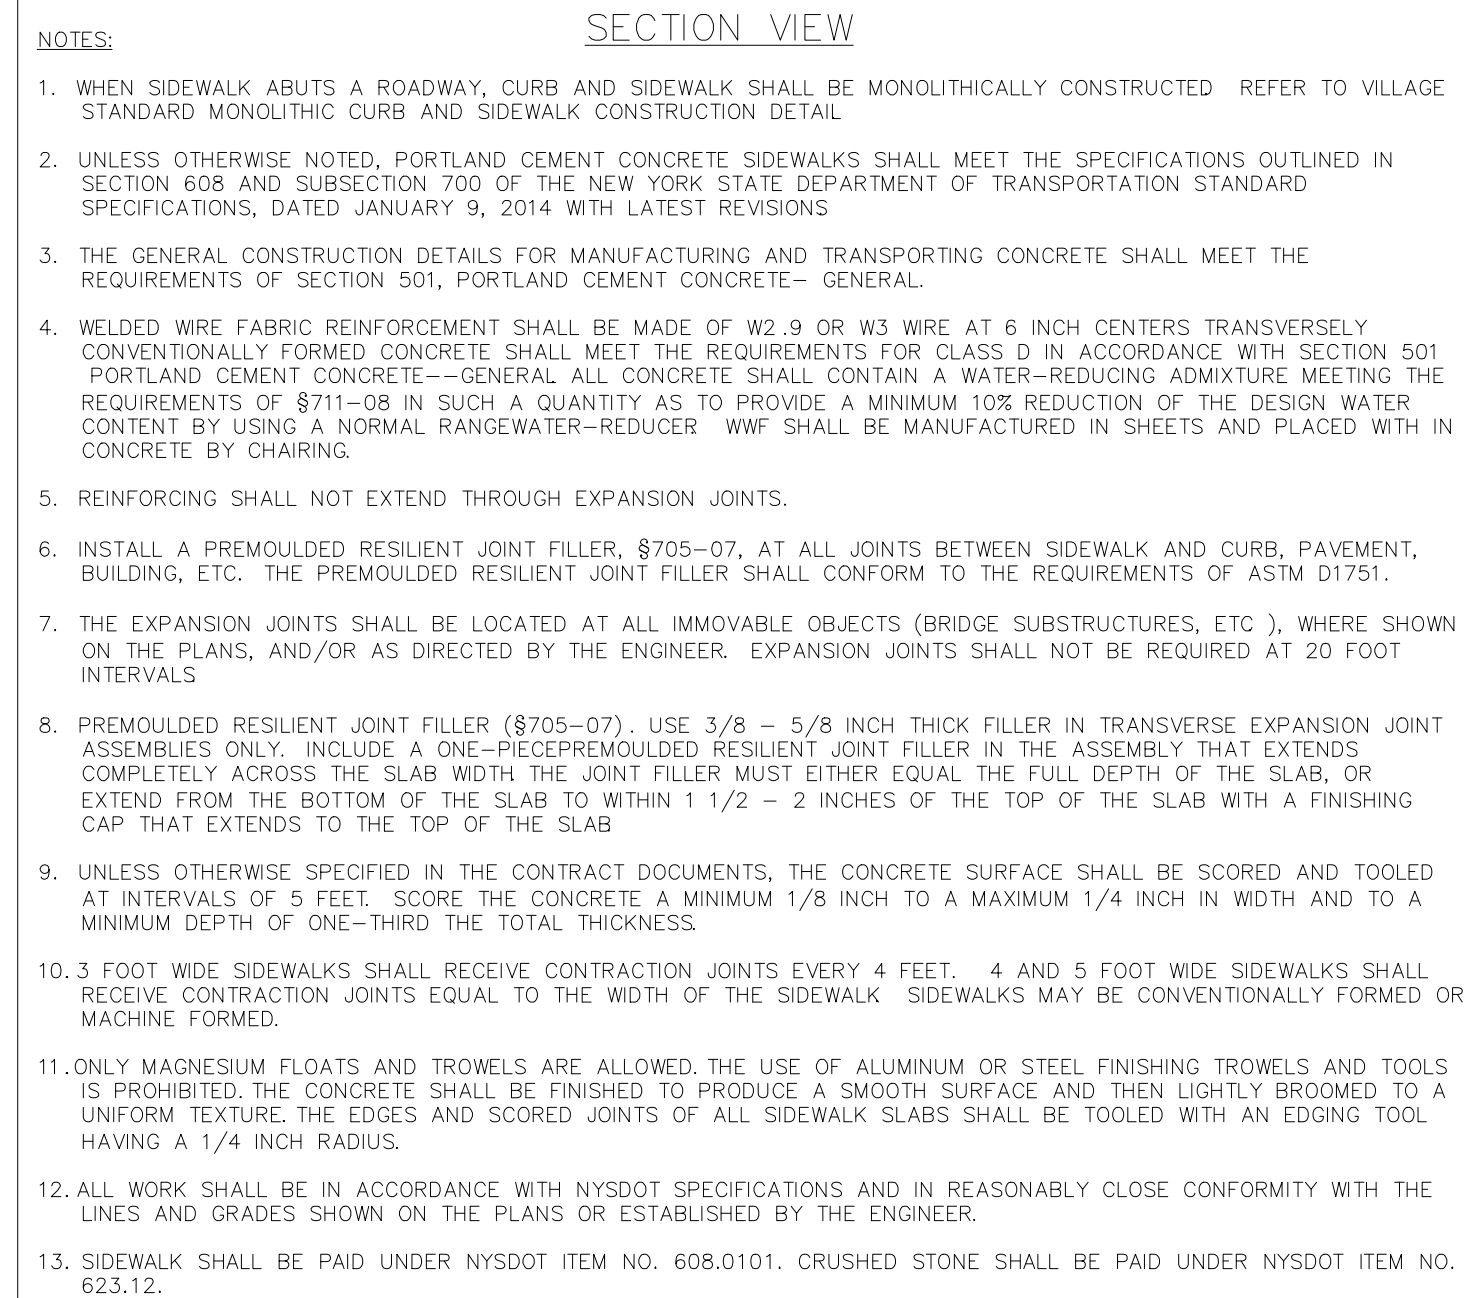 SECTION VIEW
NOTES:
1. WHEN SIDEWALK ABUTS A ROADWAY, CURB AND SIDEWALK SHALL BE MONOLITHICALLY CONSTRUCTED REFER TO VILLAGE
STANDARD MONOLITHIC CURB AND SIDEWALK CONSTRUCTION DETAIL
2. UNLESS OTHERWISE NOTED, PORTLAND CEMENT CONCRETE SIDEWALKS SHALL MEET THE SPECIFICATIONS OUTLINED IN
SECTION 608 AND SUBSECTION 700 OF THE NEW YORK STATE DEPARTMENT OF TRANSPORTATION STANDARD
SPECIFICATIONS, DATED JANUARY 9, 2014 WITH LATEST REVISIONS
3. THE GENERAL CONSTRUCTION DETAILS FOR MANUFACTURING AND TRANSPORTING CONCRETE SHALL MEET THE
REQUIREMENTS OF SECTION 501, PORTLAND CEMENT CONCRETE- GENERAL.
4. WELDED WIRE FABRIC REINFORCEMENT SHALL BE MADE OF W2.9 OR W3 WIRE AT 6 INCH CENTERS TRANSVERSELY
CONVENTIONALLY FORMED CONCRETE SHALL MEET THE REQUIREMENTS FOR CLASS D IN ACCORDANCE WITH SECTION 501
PORTLAND CEMENT CONCRETE--GENERAL. ALL CONCRETE SHALL CONTAIN A WATER-REDUCING ADMIXTURE MEETING THE
REQUIREMENTS OF §711-08 IN SUCH A QUANTITY AS TO PROVIDE A MINIMUM 10% REDUCTION OF THE DESIGN WATER
CONTENT BY USING A NORMAL RANGEWATER-REDUCER. WWF SHALL BE MANUFACTURED IN SHEETS AND PLACED WITH IN
CONCRETE BY CHAIRING.
5. REINFORCING SHALL NOT EXTEND THROUGH EXPANSION JOINTS.
6. INSTALL A PREMOULDED RESILIENT JOINT FILLER, §705-07, AT ALL JOINTS BETWEEN SIDEWALK AND CURB, PAVEMENT,
BUILDING, ETC. THE PREMOULDED RESILIENT JOINT FILLER SHALL CONFORM TO THE REQUIREMENTS OF ASTM D1751.
7. THE EXPANSION JOINTS SHALL BE LOCATED AT ALL IMMOVABLE OBJECTS (BRIDGE SUBSTRUCTURES, ETC ), WHERE SHOWN
ON THE PLANS, AND/OR AS DIRECTED BY THE ENGINEER. EXPANSION JOINTS SHALL NOT BE REQUIRED AT 20 FOOT
INTERVALS
8. PREMOULDED RESILIENT JOINT FILLER (§705-07). USE 3/8 - 5/8 INCH THICK FILLER IN TRANSVERSE EXPANSION JOINT
ASSEMBLIES ONLY. INCLUDE A ONE-PIECEPREMOULDED RESILIENT JOINT FILLER IN THE ASSEMBLY THAT EXTENDS
COMPLETELY ACROSS THE SLAB WIDTH. THE JOINT FILLER MUST EITHER EQUAL THE FULL DEPTH OF THE SLAB, OR
EXTEND FROM THE BOTTOM OF THE SLAB TO WITHIN 1 1/2 - 2 INCHES OF THE TOP OF THE SLAB WITH A FINISHING
CAP THAT EXTENDS TO THE TOP OF THE SLAB
9. UNLESS OTHERWISE SPECIFIED IN THE CONTRACT DOCUMENTS, THE CONCRETE SURFACE SHALL BE SCORED AND TOOLED
AT INTERVALS OF 5 FEET. SCORE THE CONCRETE A MINIMUM 1/8 INCH TO A MAXIMUM 1/4 INCH IN WIDTH AND TO A
MINIMUM DEPTH OF ONE-THIRD THE TOTAL THICKNESS.
10. 3 FOOT WIDE SIDEWALKS SHALL RECEIVE CONTRACTION JOINTS EVERY 4 FEET. 4 AND 5 FOOT WIDE SIDEWALKS SHALL
RECEIVE CONTRACTION JOINTS EQUAL TO THE WIDTH OF THE SIDEWALK SIDEWALKS MAY BE CONVENTIONALLY FORMED OR
MACHINE FORMED.
11. ONLY MAGNESIUM FLOATS AND TROWELS ARE ALLOWED. THE USE OF ALUMINUM OR STEEL FINISHING TROWELS AND TOOLS
IS PROHIBITED. THE CONCRETE SHALL BE FINISHED TO PRODUCE A SMOOTH SURFACE AND THEN LIGHTLY BROOMED TO A
UNIFORM TEXTURE. THE EDGES AND SCORED JOINTS OF ALL SIDEWALK SLABS SHALL BE TOOLED WITH AN EDGING TOOL
HAVING A 1/4 INCH RADIUS.
12. ALL WORK SHALL BE IN ACCORDANCE WITH NYSDOT SPECIFICATIONS AND IN REASONABLY CLOSE CONFORMITY WITH THE
LINES AND GRADES SHOWN ON THE PLANS OR ESTABLISHED BY THE ENGINEER.
13. SIDEWALK SHALL BE PAID UNDER NYSDOT ITEM NO. 608.0101. CRUSHED STONE SHALL BE PAID UNDER NYSDOT ITEM NO.
623.12.